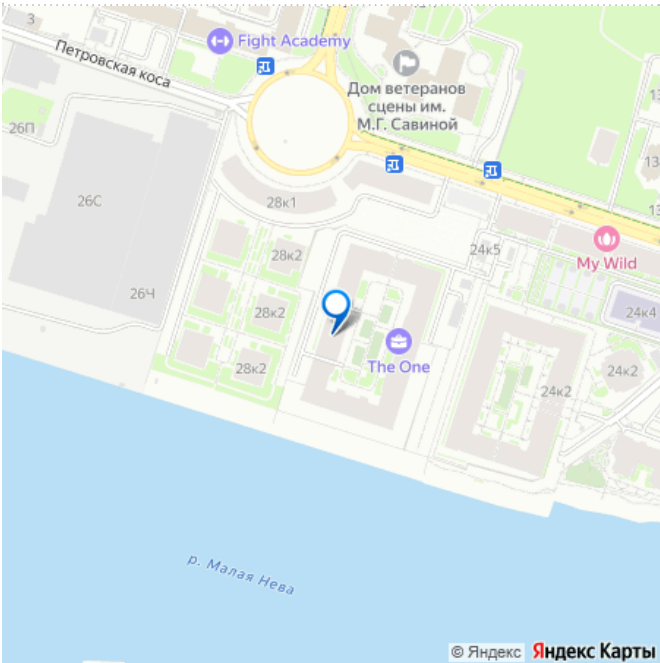 3
Fight Academy
Петровская коса
Дом ветеранов
сцены им.
М.Г. Савиной
26П
26С
28к1
28к2
24к5
My Wild
26Ч
28к2
24к4
The One
28к2
24к2
24к2
р. Малая Нева
© Яндекс Яндекс Карты